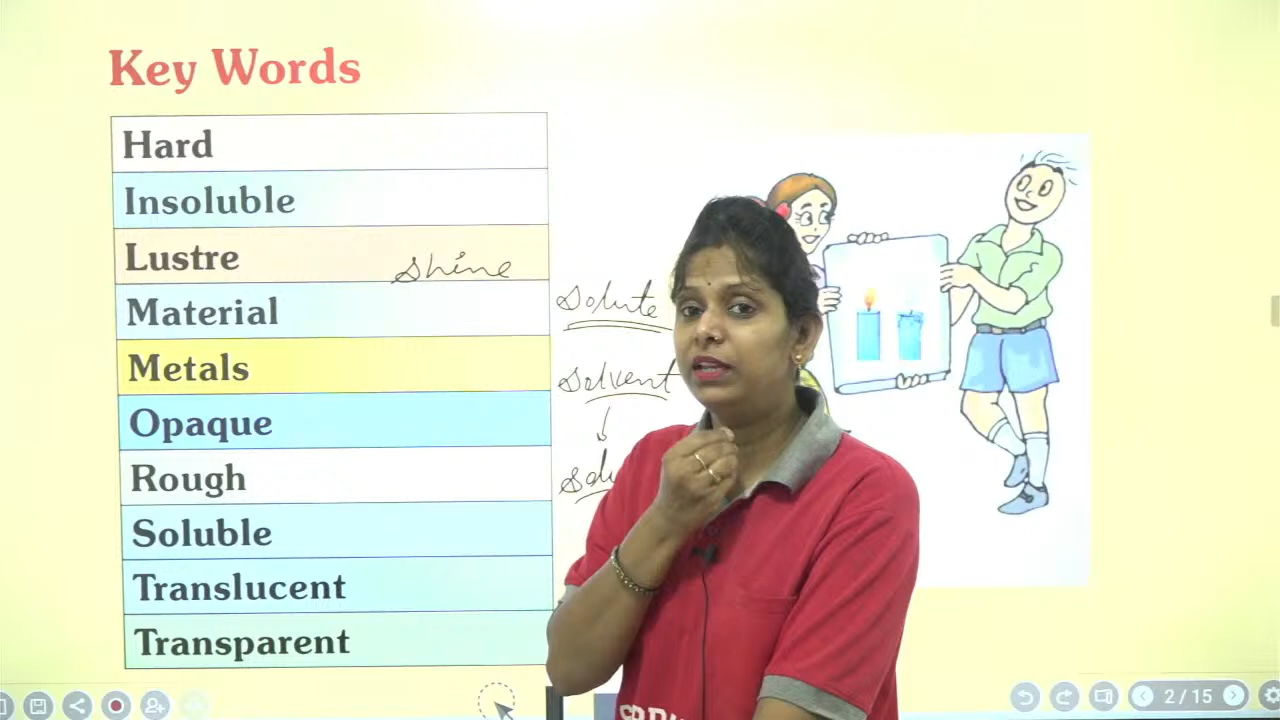 Key Words
Hard
Insoluble
Lustre shine
Material
solute
Metals
solvent
Opaque
Rough
Soluble
Translucent
Transparent
2/15